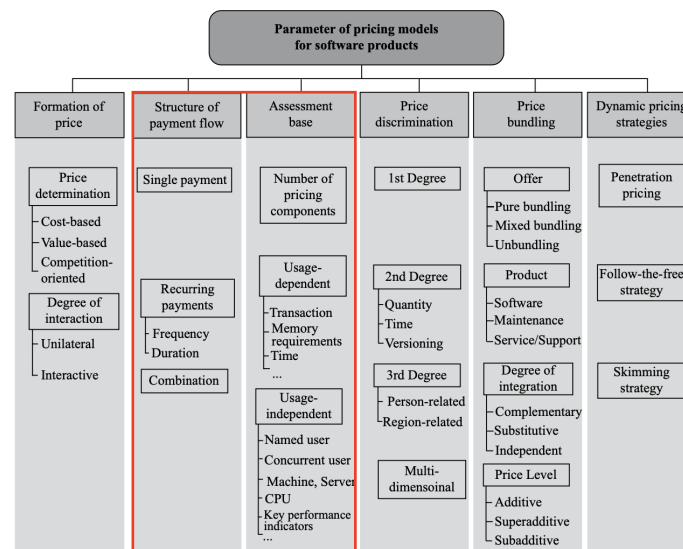 Parameter of pricing models
for software products
Formation of
price
Price
determination
Cost-based
Value-based
Competition-
oriented
Degree of
interaction
Unilateral
Interactive
Structure of
payment flow
Single payment
Recurring
payments
Frequency
Duration
Combination
Assessment
base
Number of
pricing
components
Usage-
dependent
Transaction
Memory
requirements
Time
...
Usage-
independent
Named user
Concurrent user
Machine, Server
CPU
Key performance
indicators
...
Price
discrimination
1st Degree
2nd Degree
Quantity
Time
Versioning
3rd Degree
Person-related
Region-related
Multi-
dimensoinal
Price
bundling
Offer
Pure bundling
Mixed bundling
Unbundling
Product
Software
Maintenance
Service/Support
Degree of
integration
Complementary
Substitutive
Independent
Price Level
Additive
Superadditive
Subadditive
Dynamic pricing
strategies
Penetration
pricing
Follow-the-free
strategy
Skimming
strategy